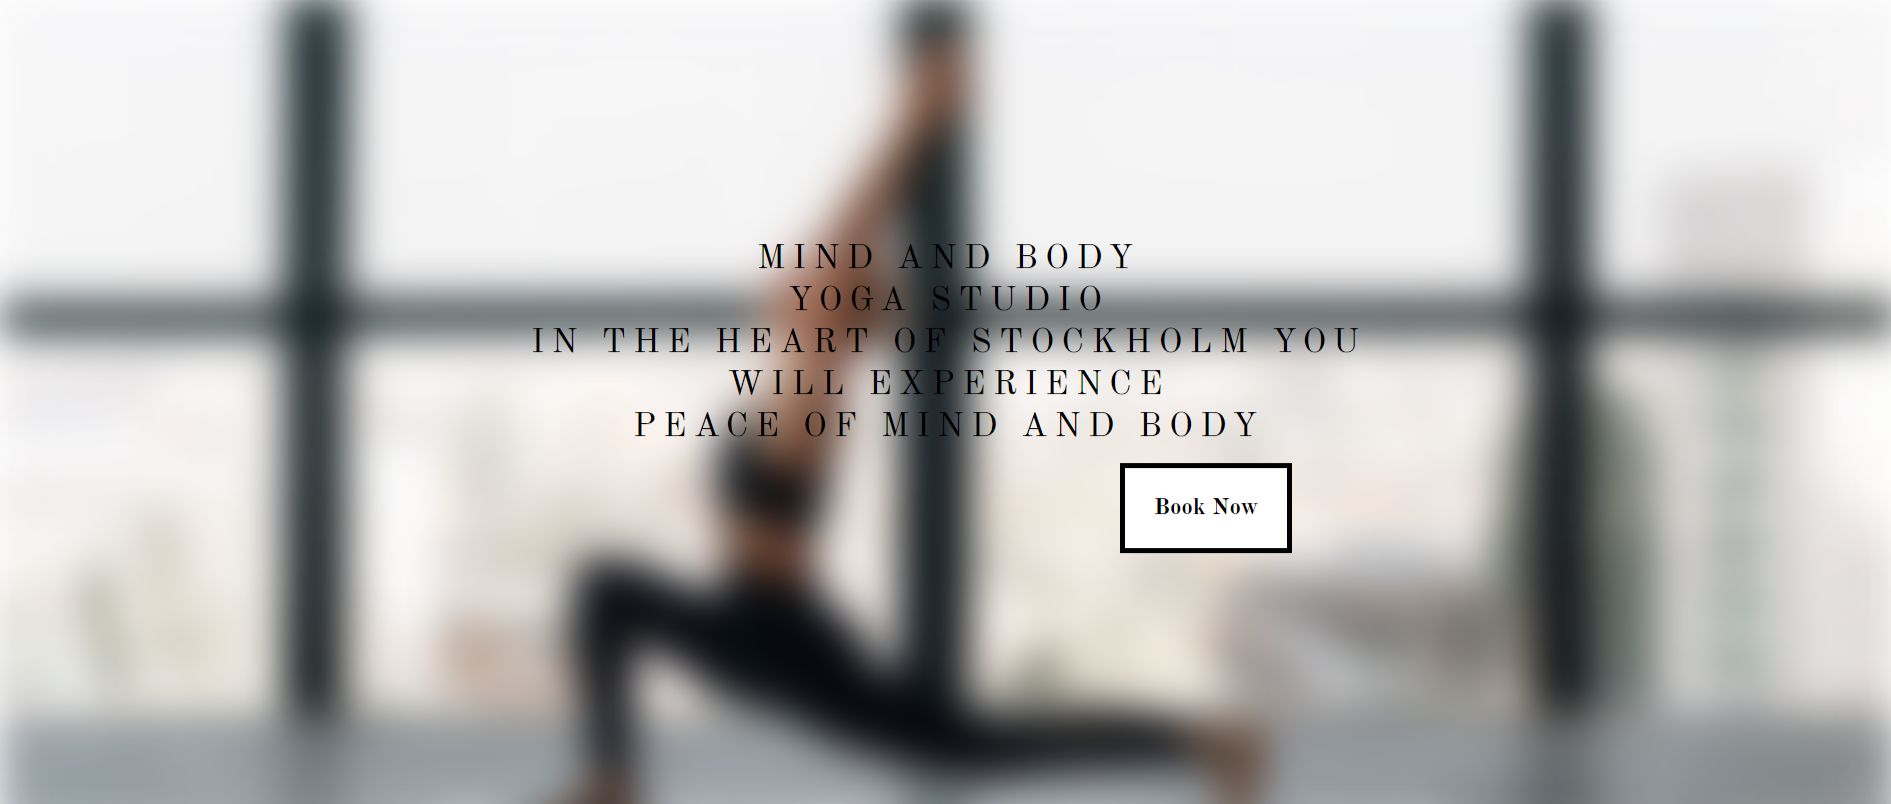 MIND AND BODY
YOGA STUDIO
IN THE HEART OF STOCKHOLM YOU
WILL EXPERIENCE
PEACE OF MIND AND BODY
Book Now